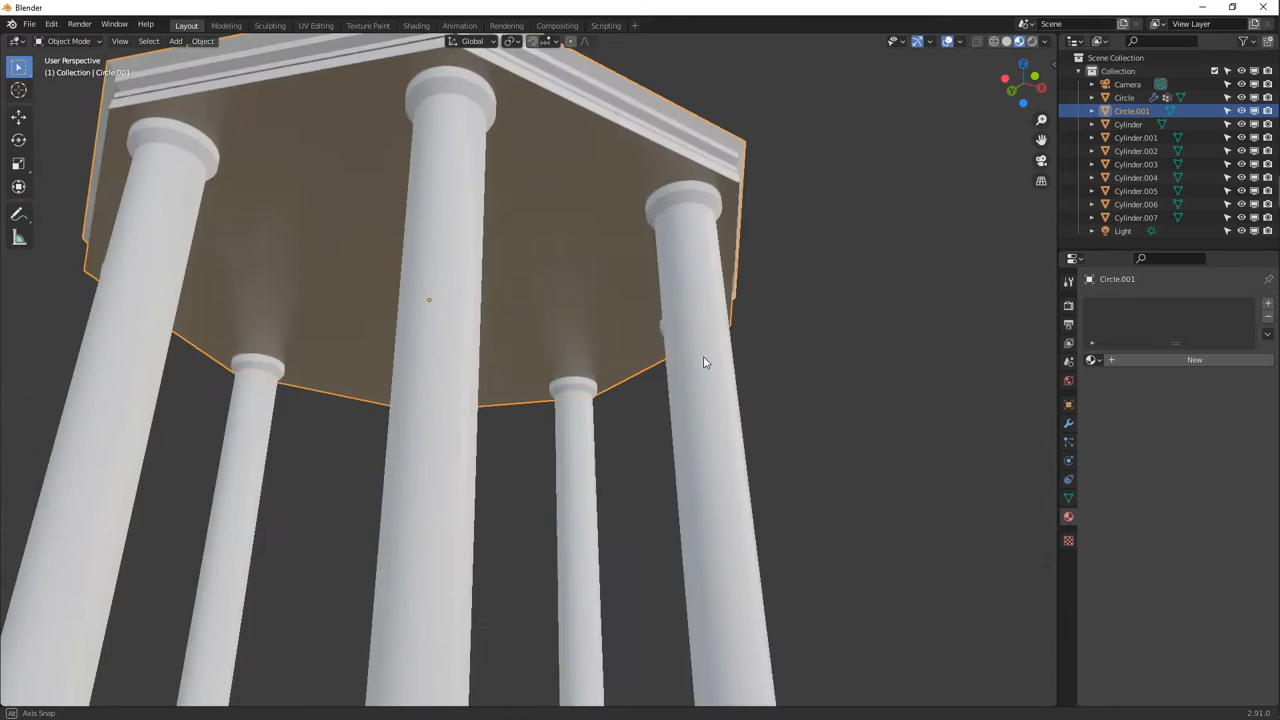 Blender
File Edit Render Window Help
Layout Modeling Sculpting UV Editing Texture Paint Shading Animation Rendering Compositing Scripting +
Scene
View Layer
Object Mode View Select Add Object
Global
User Perspective
(1) Collection | Circle.001
X
Y
Z
Scene Collection
Collection
Camera
Circle
Circle.001
Cylinder
Cylinder.001
Cylinder.002
Cylinder.003
Cylinder.004
Cylinder.005
Cylinder.006
Cylinder.007
Light
Circle.001
New
Axis Snap
2.91.0